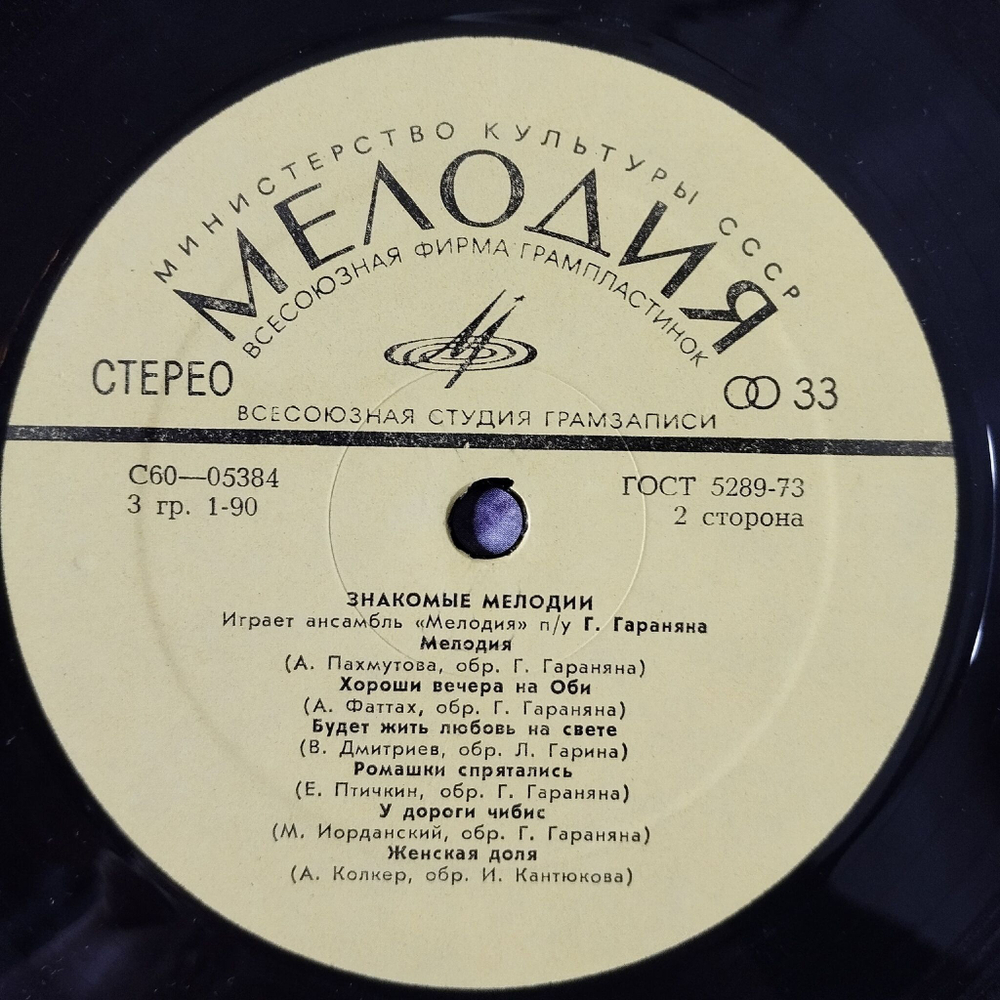 МИНИСТЕРСТВО КУЛЬТУРЫ СССР
МЕЛОДИЯ
ВСЕСОЮЗНАЯ ФИРМА ГРАМПЛАСТИНОК
СТЕРЕО
33
ВСЕСОЮЗНАЯ СТУДИЯ ГРАМЗАПИСИ
С60—05384
ГОСТ 5289-73
3 гр. 1-90
2 сторона
ЗНАКОМЫЕ МЕЛОДИИ
Играет ансамбль «Мелодия» п/у Г. Гараняна
Мелодия
(А. Пахмутова, обр. Г. Гараняна)
Хороши вечера на Оби
(А. Фаттах, обр. Г. Гараняна)
Будет жить любовь на свете
(В. Дмитриев, обр. Л. Гарина)
Ромашки спрятались
(Е. Птичкин, обр. Г. Гараняна)
У дороги чибис
(М. Иорданский, обр. Г. Гараняна)
Женская доля
(А. Колкер, обр. И. Кантюкова)